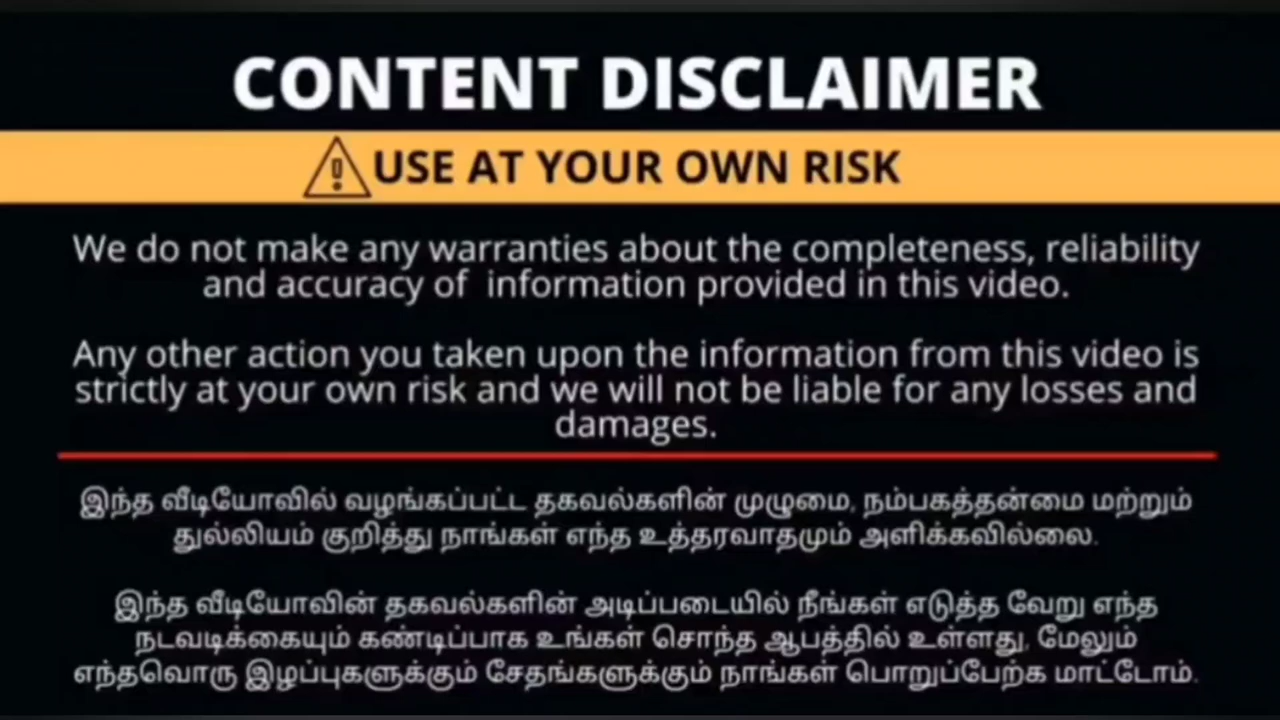 CONTENT DISCLAIMER
USE AT YOUR OWN RISK
We do not make any warranties about the completeness, reliability
and accuracy of information provided in this video.
Any other action you taken upon the information from this video is
strictly at your own risk and we will not be liable for any losses and
damages.
இந்த வீடியோவில் வழங்கப்பட்ட தகவல்களின் முழுமை, நம்பகத்தன்மை மற்றும்
துல்லியம் குறித்து நாங்கள் எந்த உத்தரவாதமும் அளிக்கவில்லை.
இந்த வீடியோவின் தகவல்களின் அடிப்படையில் நீங்கள் எடுத்த வேறு எந்த
நடவடிக்கையும் கண்டிப்பாக உங்கள் சொந்த ஆபத்தில் உள்ளது, மேலும்
எந்தவொரு இழப்புகளுக்கும் சேதங்களுக்கும் நாங்கள் பொறுப்பேற்க மாட்டோம்.